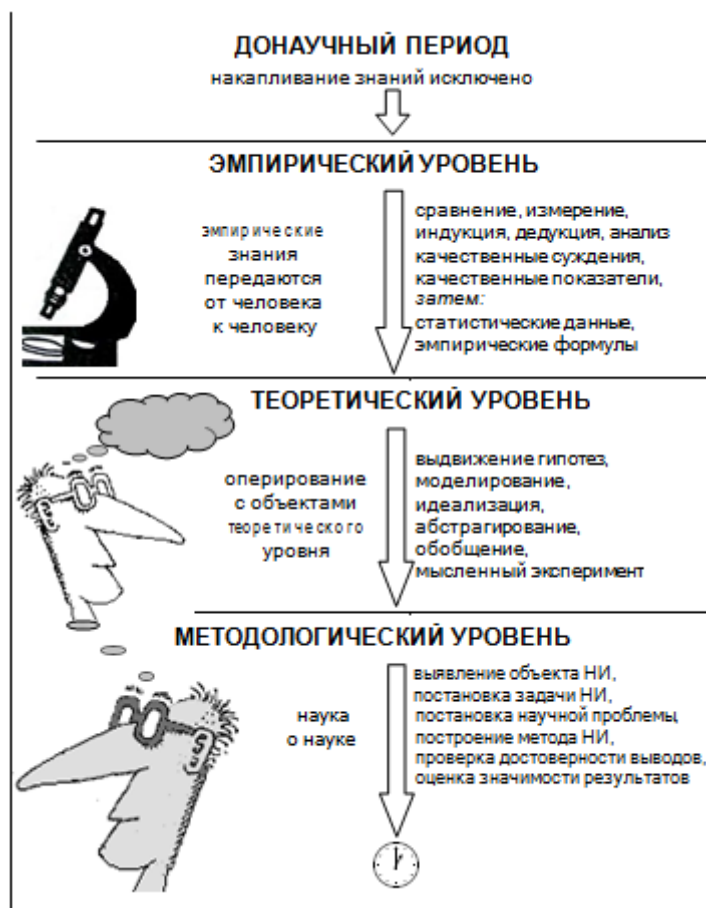 ДОНАУЧНЫЙ ПЕРИОД
накапливание знаний исключено
ЭМПИРИЧЕСКИЙ УРОВЕНЬ
эмпирические
знания
передаются
от человека
к человеку
сравнение, измерение,
индукция, дедукция, анализ
качественные суждения,
качественные показатели,
затем:
статистические данные,
эмпирические формулы
ТЕОРЕТИЧЕСКИЙ УРОВЕНЬ
оперирование
с объектами
теоретического
уровня
выдвижение гипотез,
моделирование,
идеализация,
абстрагирование,
обобщение,
мысленный эксперимент
МЕТОДОЛОГИЧЕСКИЙ УРОВЕНЬ
наука
о науке
выявление объекта НИ,
постановка задачи НИ,
постановка научной проблемы,
построение метода НИ,
проверка достоверности выводов,
оценка значимости результатов